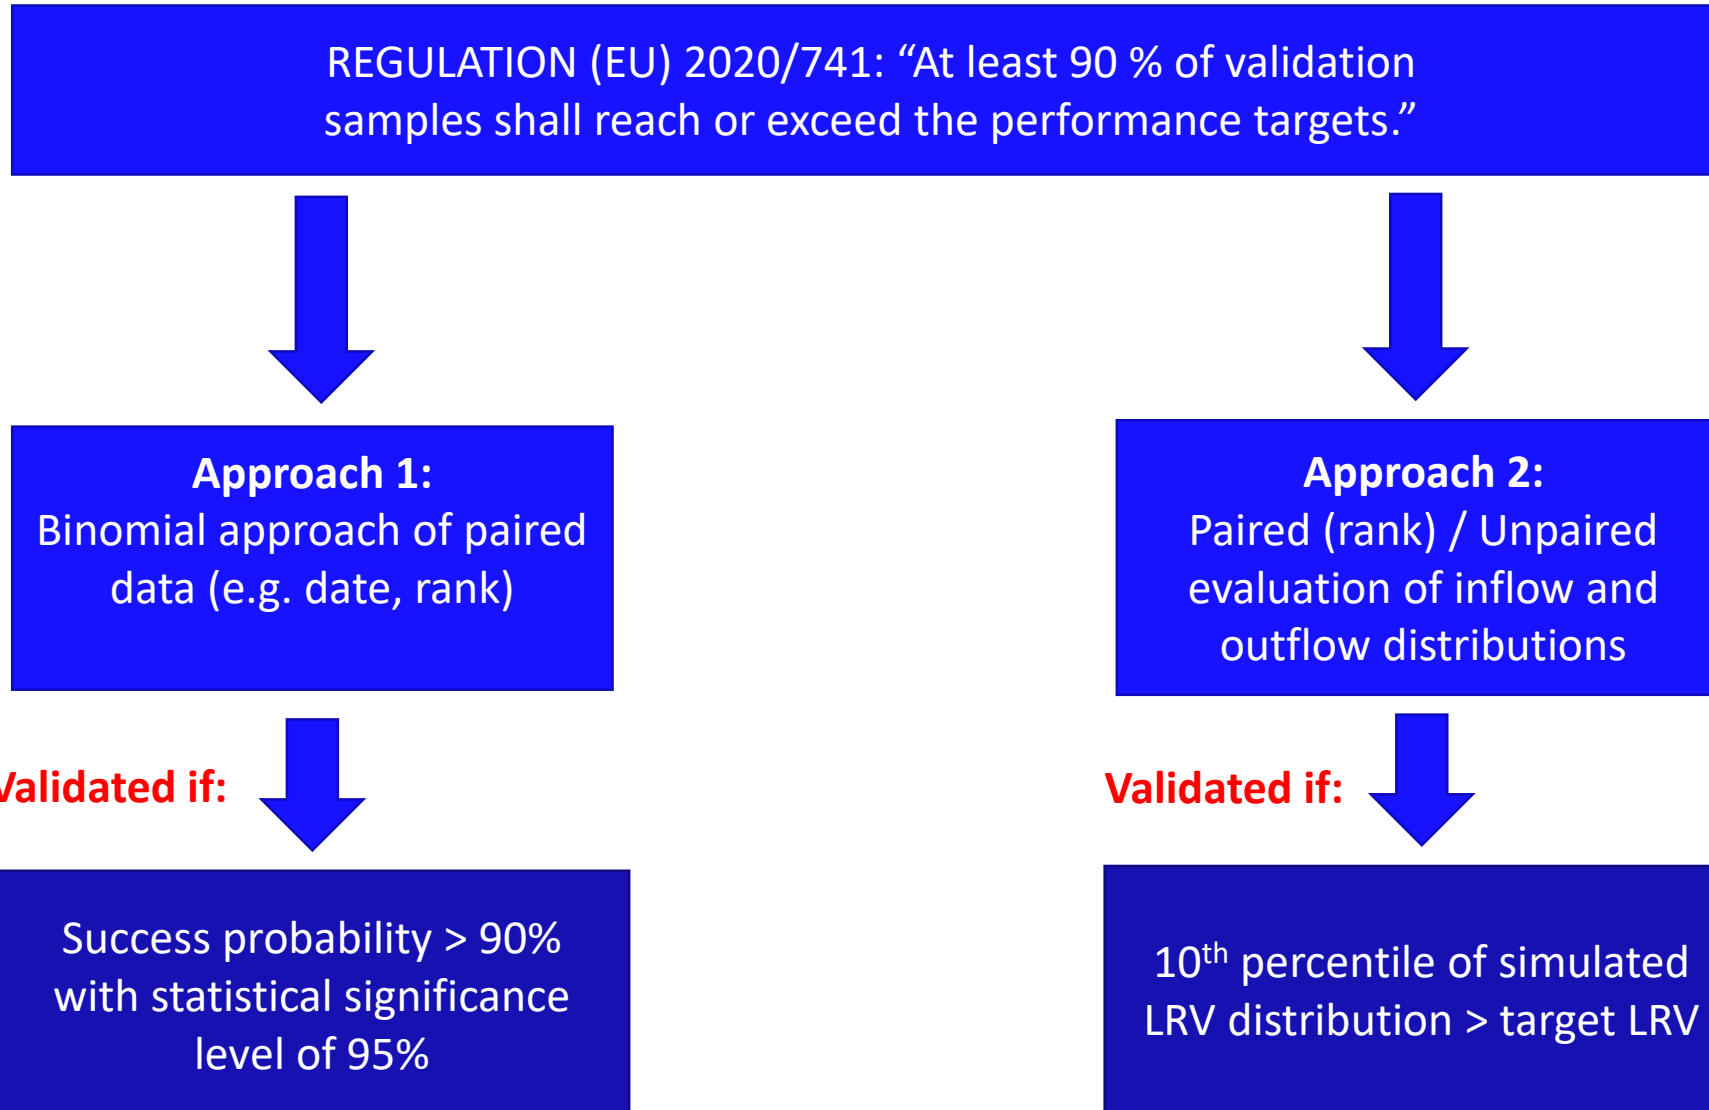 REGULATION (EU) 2020/741: “At least 90 % of validation
samples shall reach or exceed the performance targets.”
Approach 1:
Binomial approach of paired
data (e.g. date, rank)
Approach 2:
Paired (rank) / Unpaired
evaluation of inflow and
outflow distributions
Validated if:
Validated if:
Success probability > 90%
with statistical significance
level of 95%
10th percentile of simulated
LRV distribution > target LRV